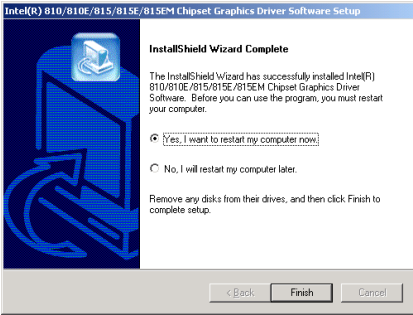 Intel(R) 810/810E/815/815E/815EM Chipset Graphics Driver Software Setup
InstallShield Wizard Complete
The InstallShield Wizard has successfully installed Intel(R)
810/810E/815/815E/815EM Chipset Graphics Driver
Software. Before you can use the program, you must restart
your computer.
Yes, I want to restart my computer now.
No, I will restart my computer later.
Remove any disks from their drives, and then click Finish to
complete setup.
< Back Finish Cancel